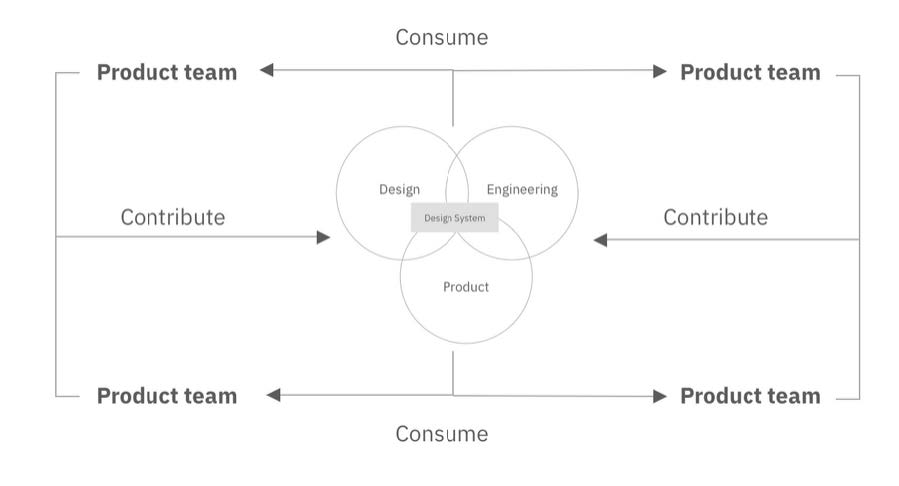 Consume
Product team
Product team
Design
Engineering
Contribute
Design System
Contribute
Product
Product team
Product team
Consume